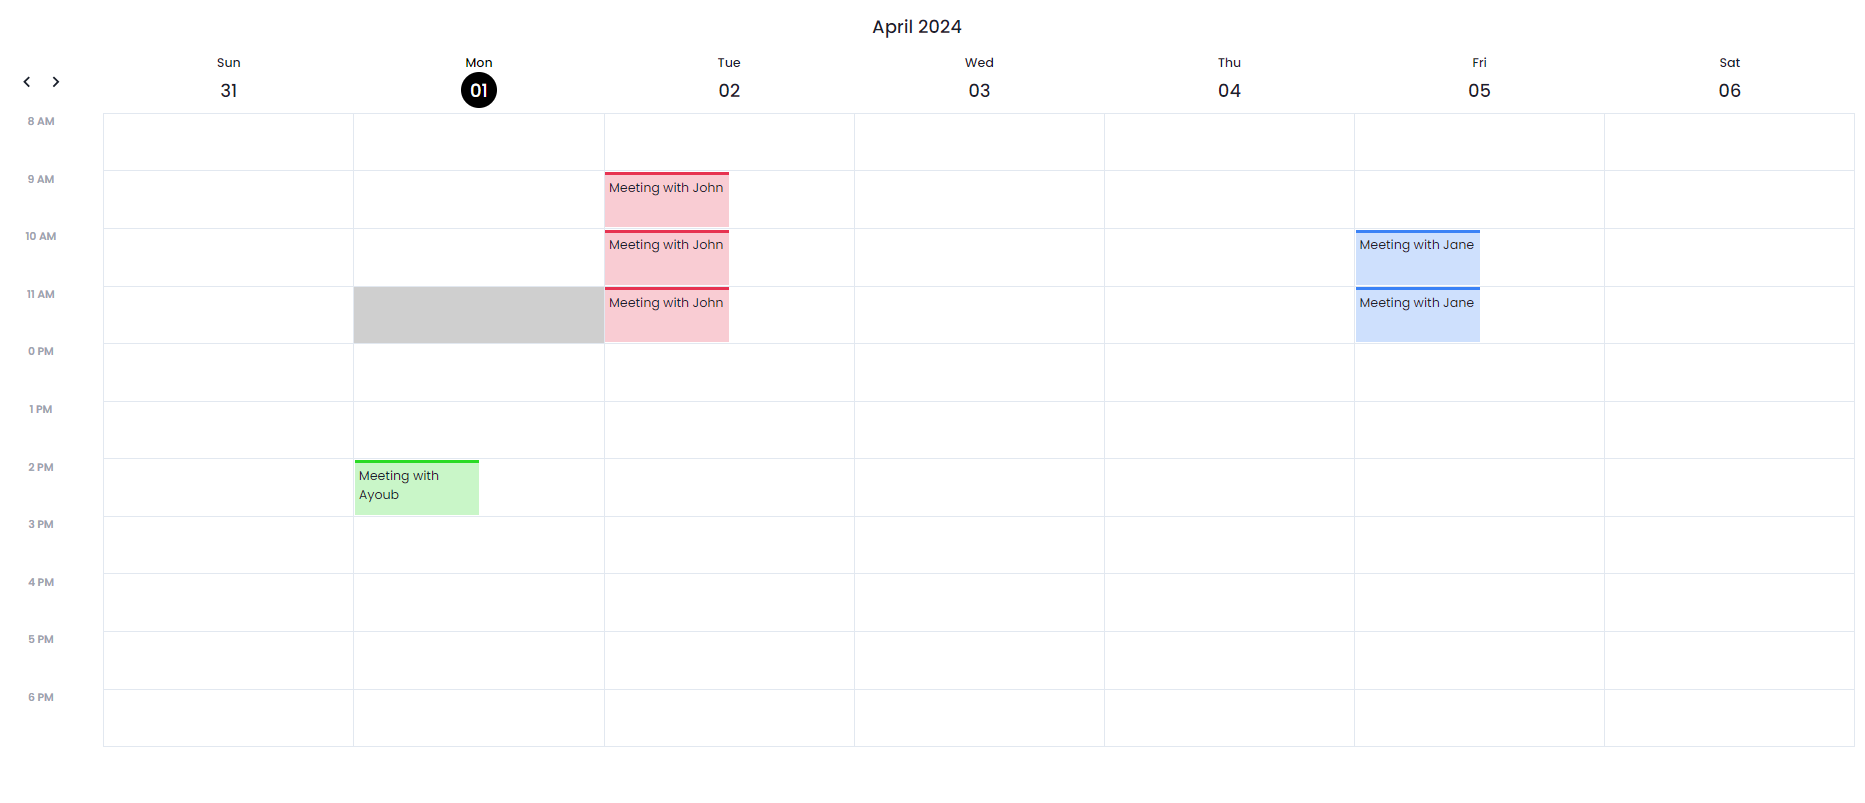 April 2024
Sun Mon Tue Wed Thu Fri Sat
31 01 02 03 04 05 06
8 AM
9 AM
Meeting with John
10 AM
Meeting with John
Meeting with Jane
11 AM
Meeting with John
Meeting with Jane
0 PM
1 PM
2 PM
Meeting with
Ayoub
3 PM
4 PM
5 PM
6 PM